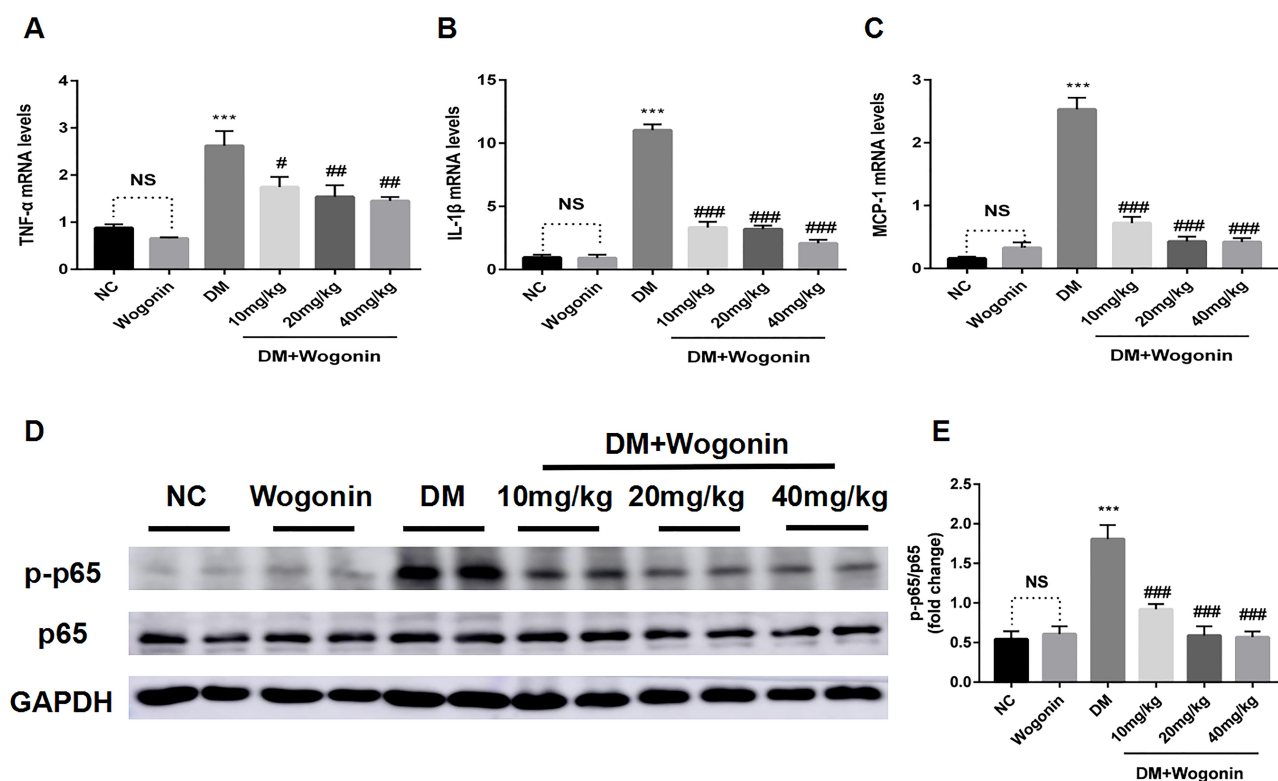 A
TNF-α mRNA levels
4
3
2
1
0
***
#
##
##
NS
NC
Wogonin
DM
10mg/kg
20mg/kg
40mg/kg
DM+Wogonin
B
IL-1β mRNA levels
15
10
5
0
***
###
###
###
NS
NC
Wogonin
DM
10mg/kg
20mg/kg
40mg/kg
DM+Wogonin
C
MCP-1 mRNA levels
3
2
1
0
***
###
###
###
NS
NC
Wogonin
DM
10mg/kg
20mg/kg
40mg/kg
DM+Wogonin
D
DM+Wogonin
NC Wogonin DM 10mg/kg 20mg/kg 40mg/kg
p-p65
p65
GAPDH
E
p-p65/p65
(fold change)
2.5
2.0
1.5
1.0
0.5
0.0
***
###
###
###
NS
NC
Wogonin
DM
10mg/kg
20mg/kg
40mg/kg
DM+Wogonin